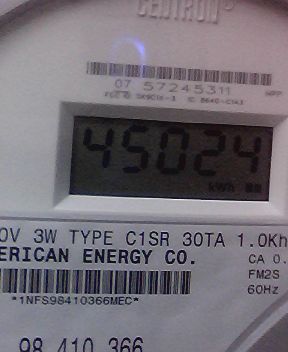 CENTRON®
07 57245311
45024
kWh
0V 3W TYPE C1SR 30TA 1.0Kh
ERICAN ENERGY CO.
CA 0.
FM2S
60Hz
*1NFS98410366MEC*
98 410 366